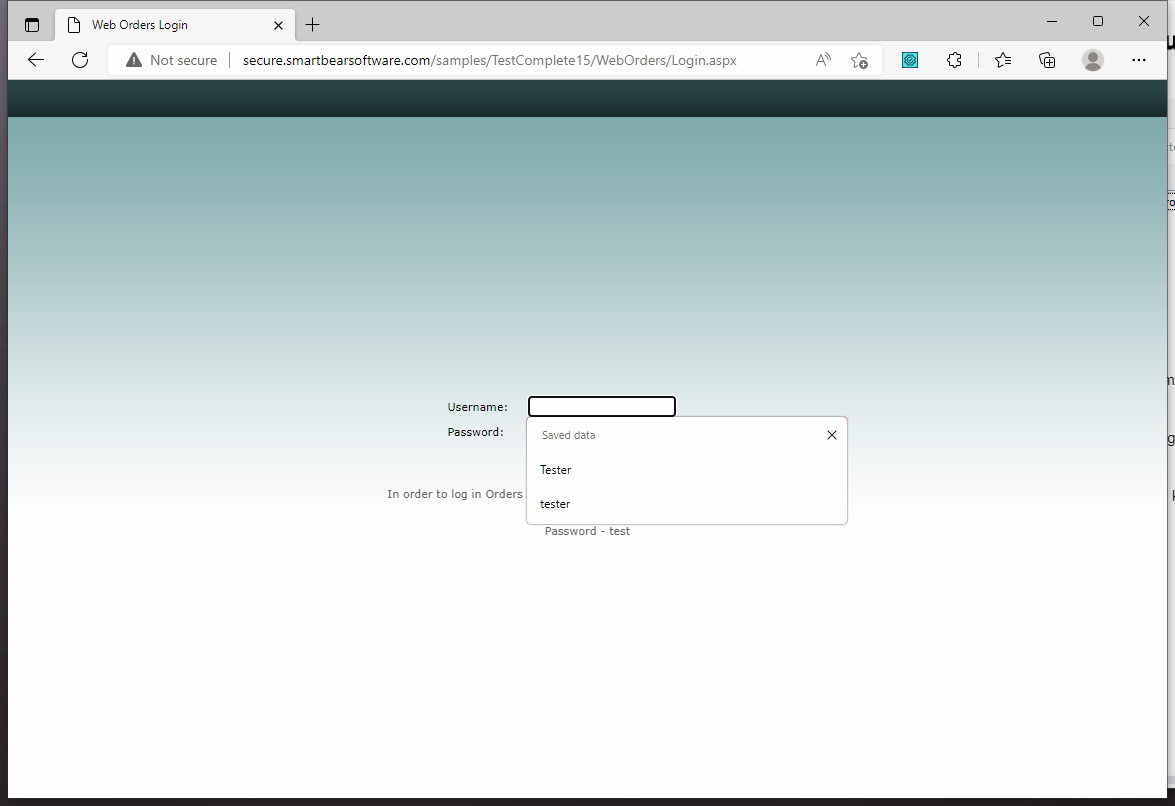 Web Orders Login
Not secure
secure.smartbearsoftware.com/samples/TestComplete15/WebOrders/Login.aspx
Username:
Password:
Saved data
Tester
tester
In order to log in Orders
Password - test